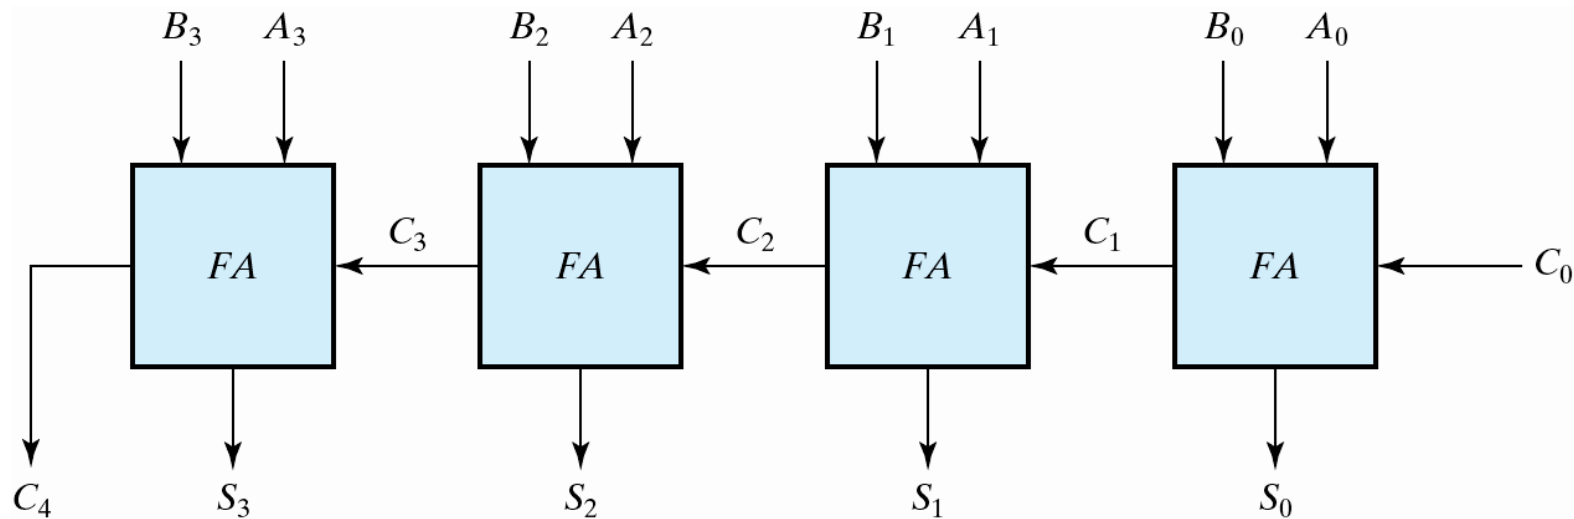 B₃ A₃ B₂ A₂ B₁ A₁ B₀ A₀
C₃ C₂ C₁
FA FA FA FA C₀
C₄ S₃ S₂ S₁ S₀